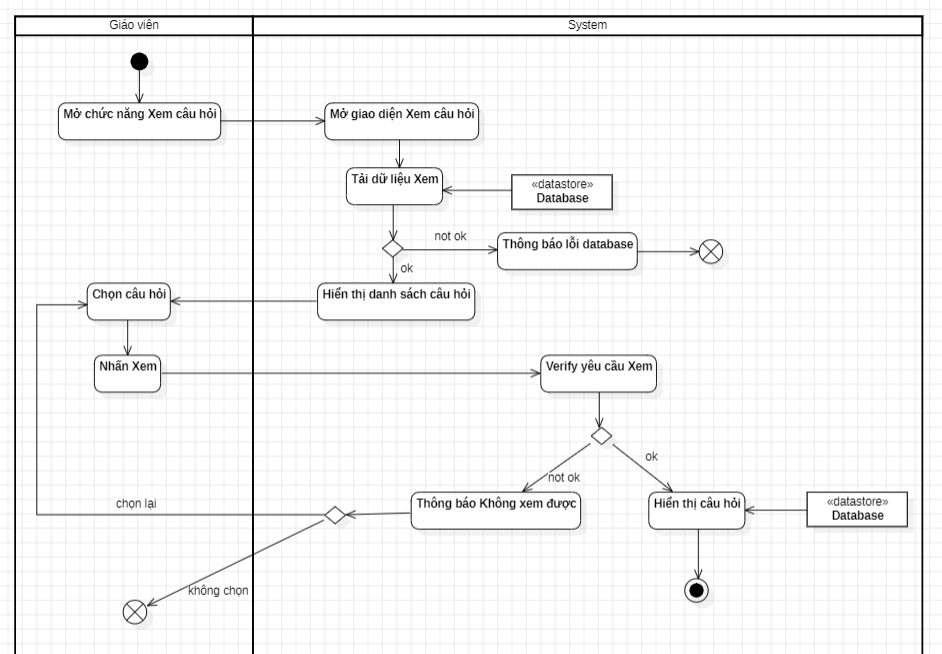 Giáo viên
System
Mở chức năng Xem câu hỏi
Mở giao diện Xem câu hỏi
Tải dữ liệu Xem
«datastore»
Database
not ok
Thông báo lỗi database
ok
Chọn câu hỏi
Hiển thị danh sách câu hỏi
Nhấn Xem
Verify yêu cầu Xem
ok
not ok
chọn lại
Thông báo Không xem được
Hiển thị câu hỏi
«datastore»
Database
không chọn